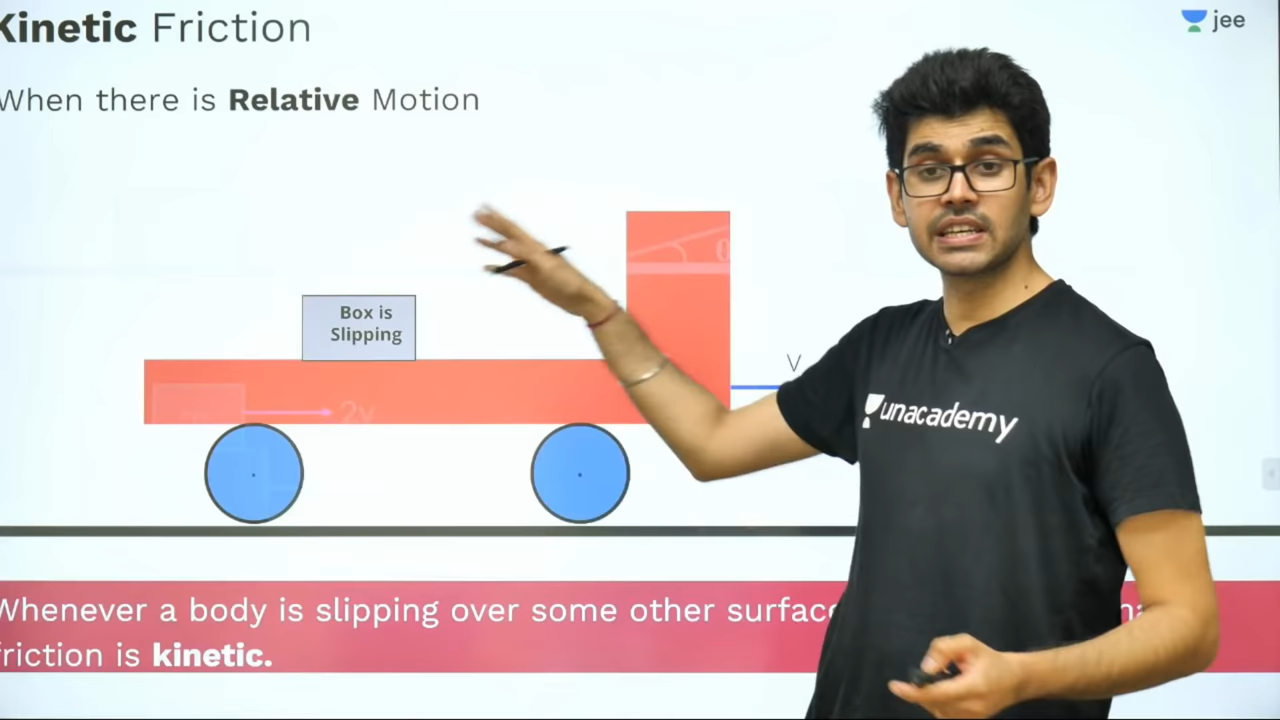 Kinetic Friction
jee
When there is Relative Motion
θ
Box is
Slipping
V
2v
unacademy
Whenever a body is slipping over some other surface
friction is kinetic.